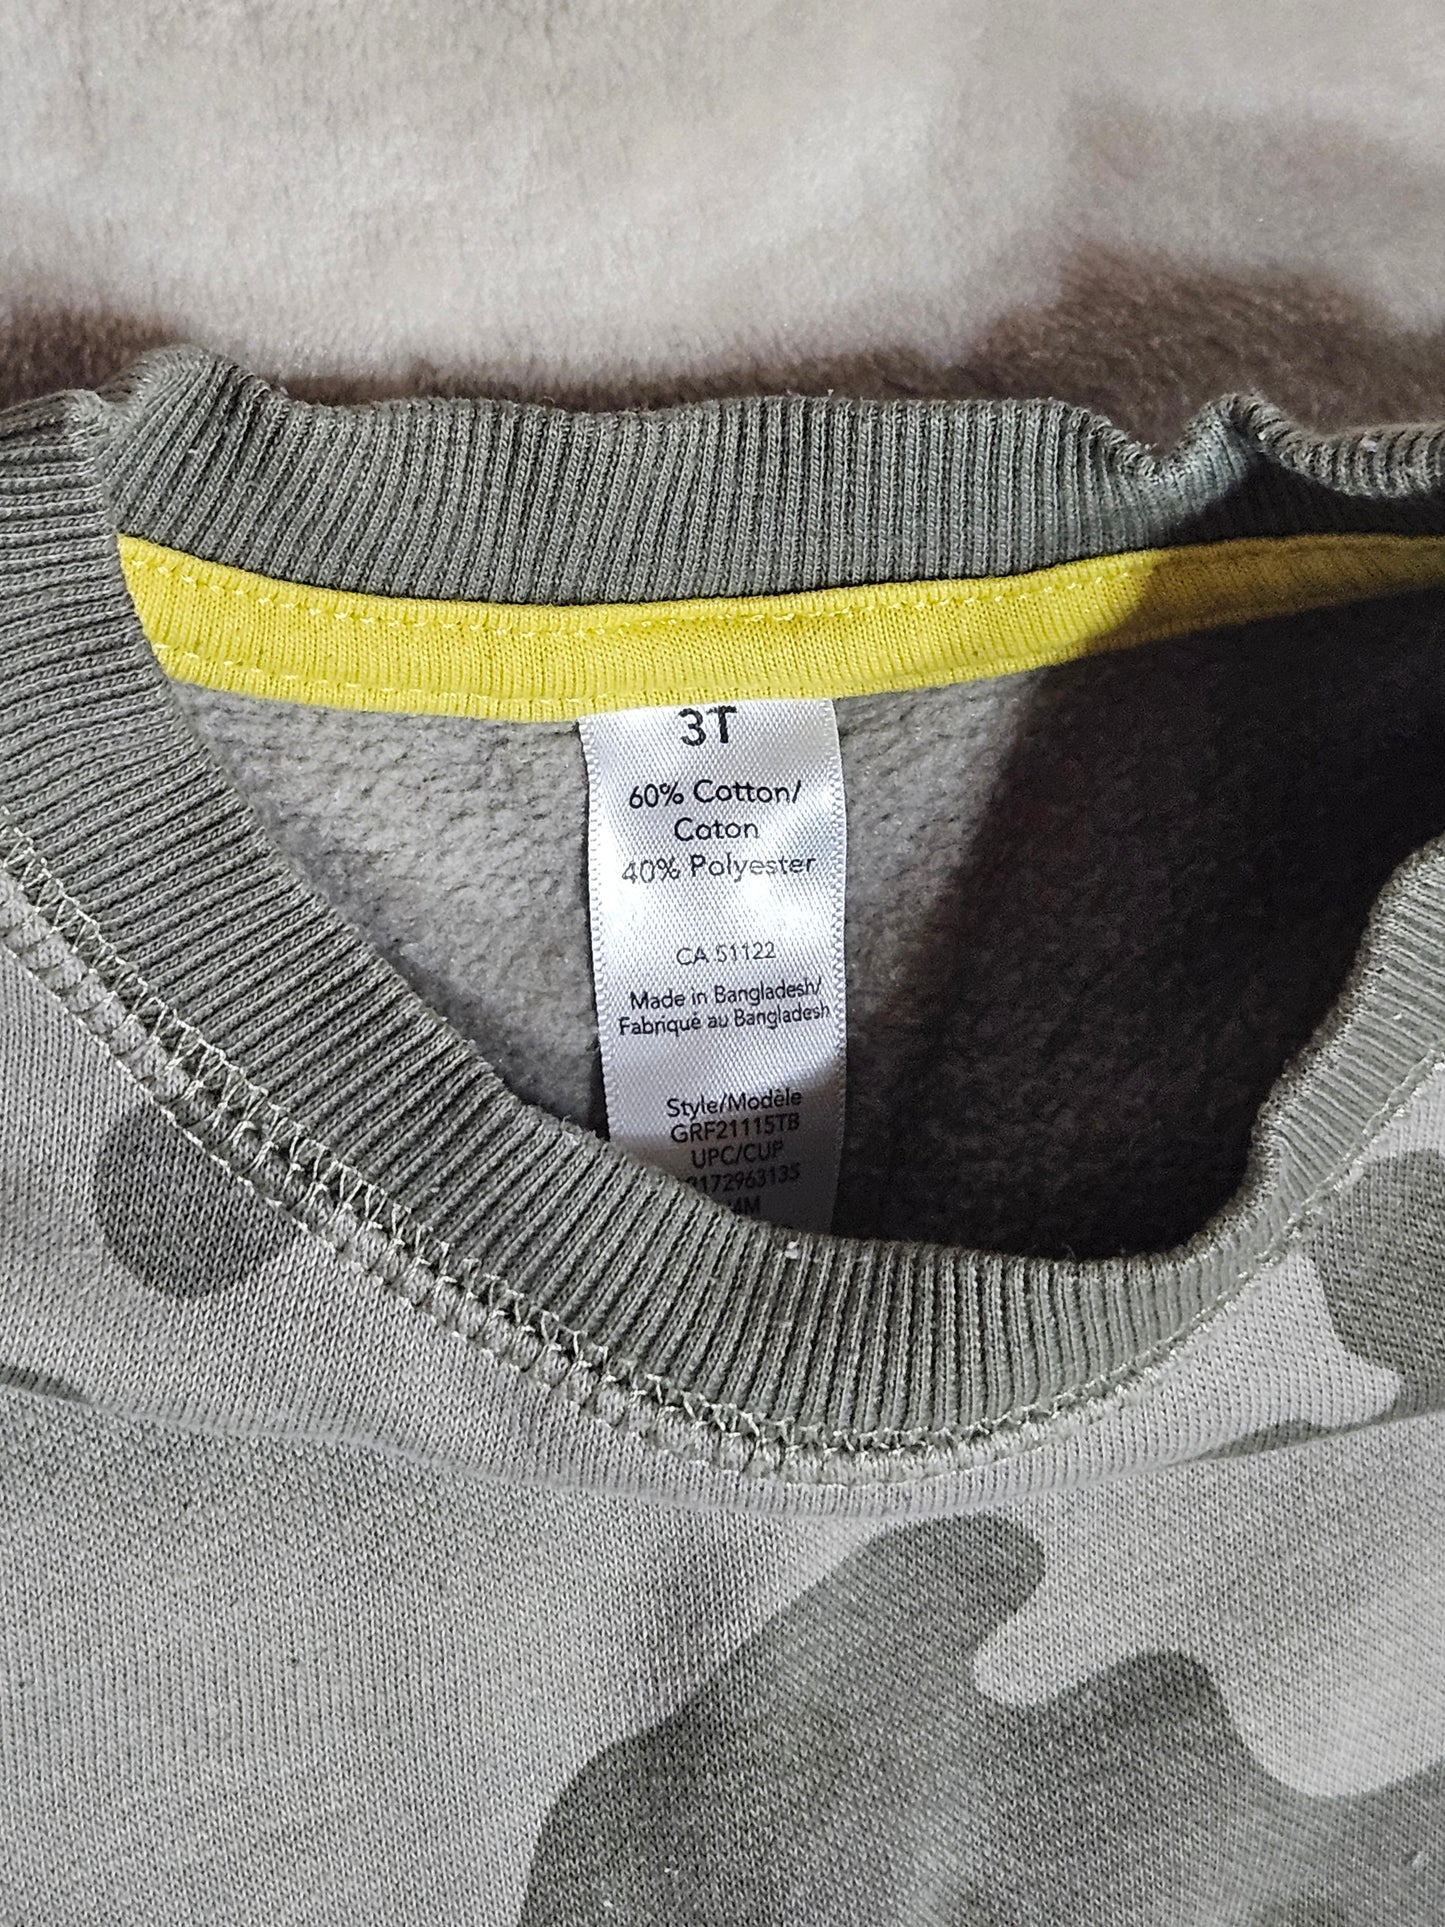 3T
60% Cotton/
Coton
40% Polyester
CA 51122
Made in Bangladesh/
Fabriqué au Bangladesh
Style/Modèle
GRF21115TB
UPC/CUP